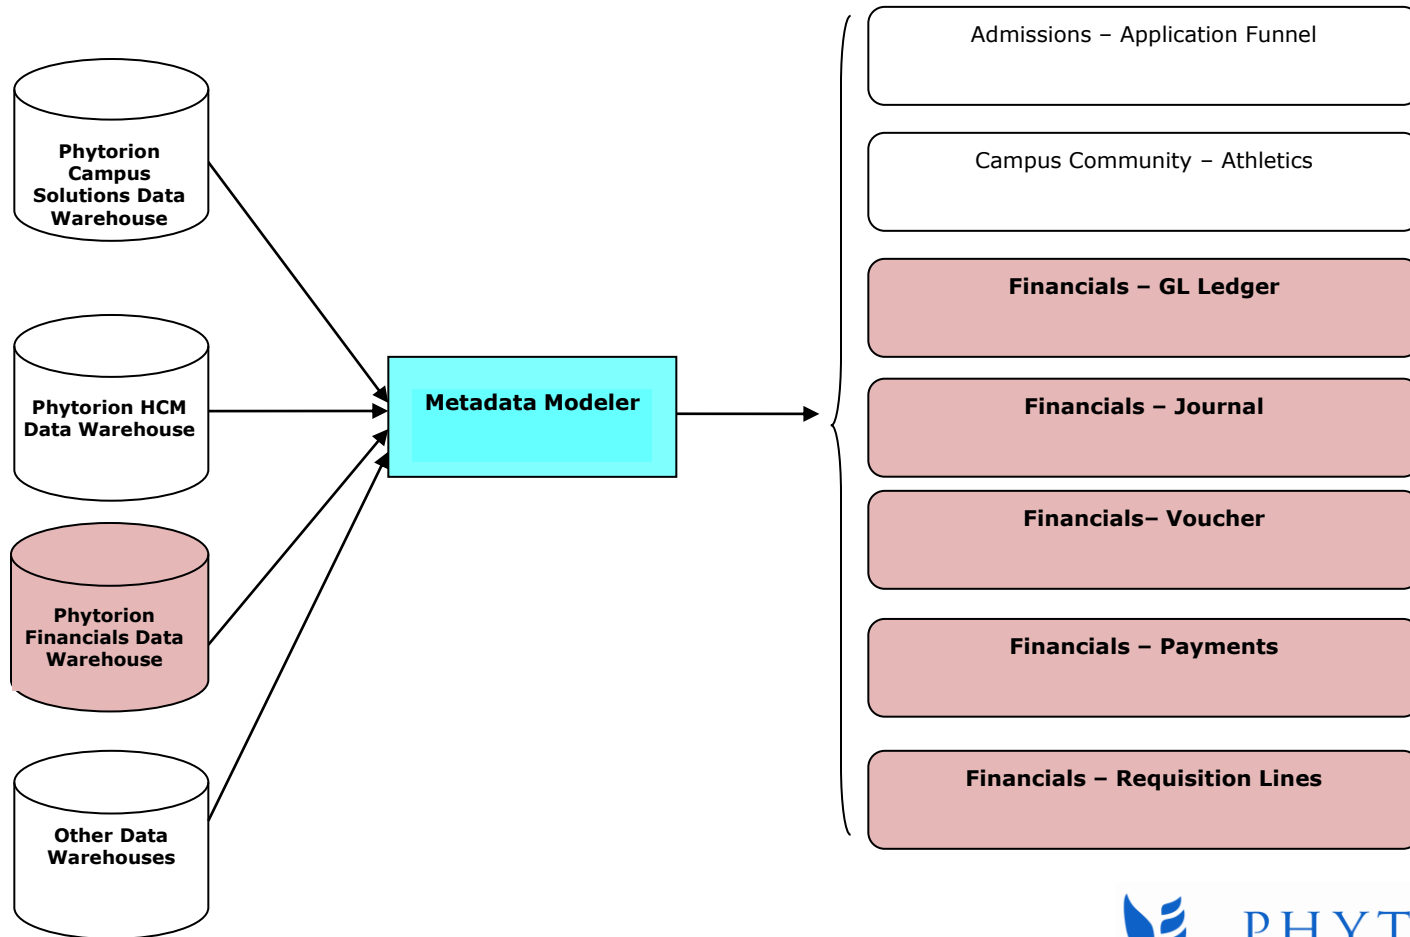 Phytorion
Campus
Solutions Data
Warehouse
Phytorion HCM
Data Warehouse
Phytorion
Financials Data
Warehouse
Other Data
Warehouses
Metadata Modeler
Admissions – Application Funnel
Campus Community – Athletics
Financials – GL Ledger
Financials – Journal
Financials– Voucher
Financials – Payments
Financials – Requisition Lines
PHYT